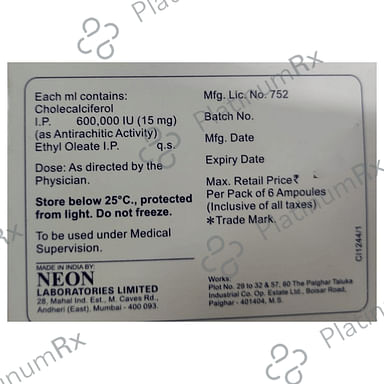 Each ml contains:
Cholecalciferol
I.P. 600,000 IU (15 mg)
(as Antirachitic Activity)
Ethyl Oleate I.P. q.s.
Dose: As directed by the
Physician.
Store below 25°C., protected
from light. Do not freeze.
To be used under Medical
Supervision.
MADE IN INDIA BY:
NEON
LABORATORIES LIMITED
28, Mahal Ind. Est., M. Caves Rd.,
Andheri (East), Mumbai - 400 093.
Mfg. Lic. No. 752
Batch No.
Mfg. Date
Expiry Date
Max. Retail Price₹
Per Pack of 6 Ampoules
(Inclusive of all taxes)
*Trade Mark.
Works:
Plot No. 29 to 32 & 57, 60 The Palghar Taluka
Industrial Co. Op. Estate Ltd., Boisar Road,
Palghar - 401404, M.S.
C/1244/1
PlatinumRx
PlatinumRx
PlatinumRx
PlatinumRx
PlatinumRx